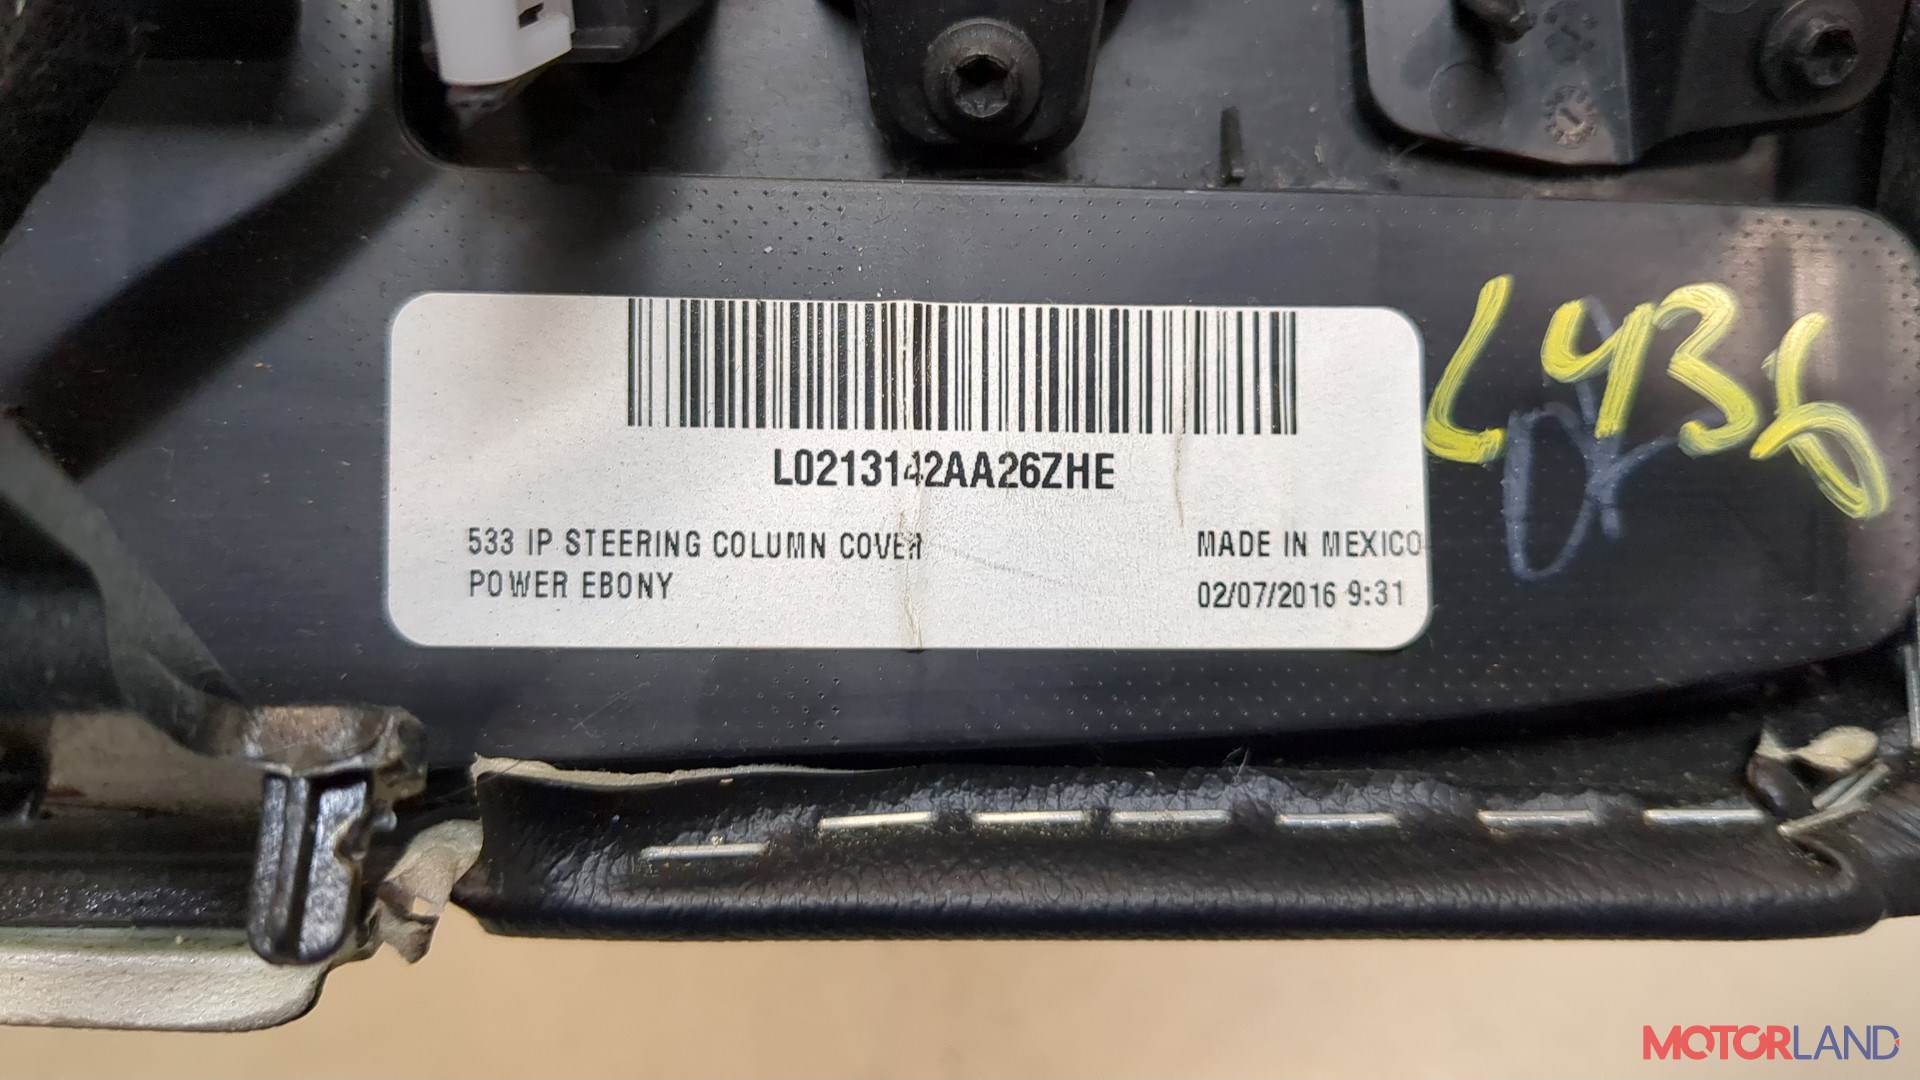 L0213142AA26ZHE
533 IP STEERING COLUMN COVER
POWER EBONY
MADE IN MEXICO
02/07/2016 9:31
L436
MOTORLAND